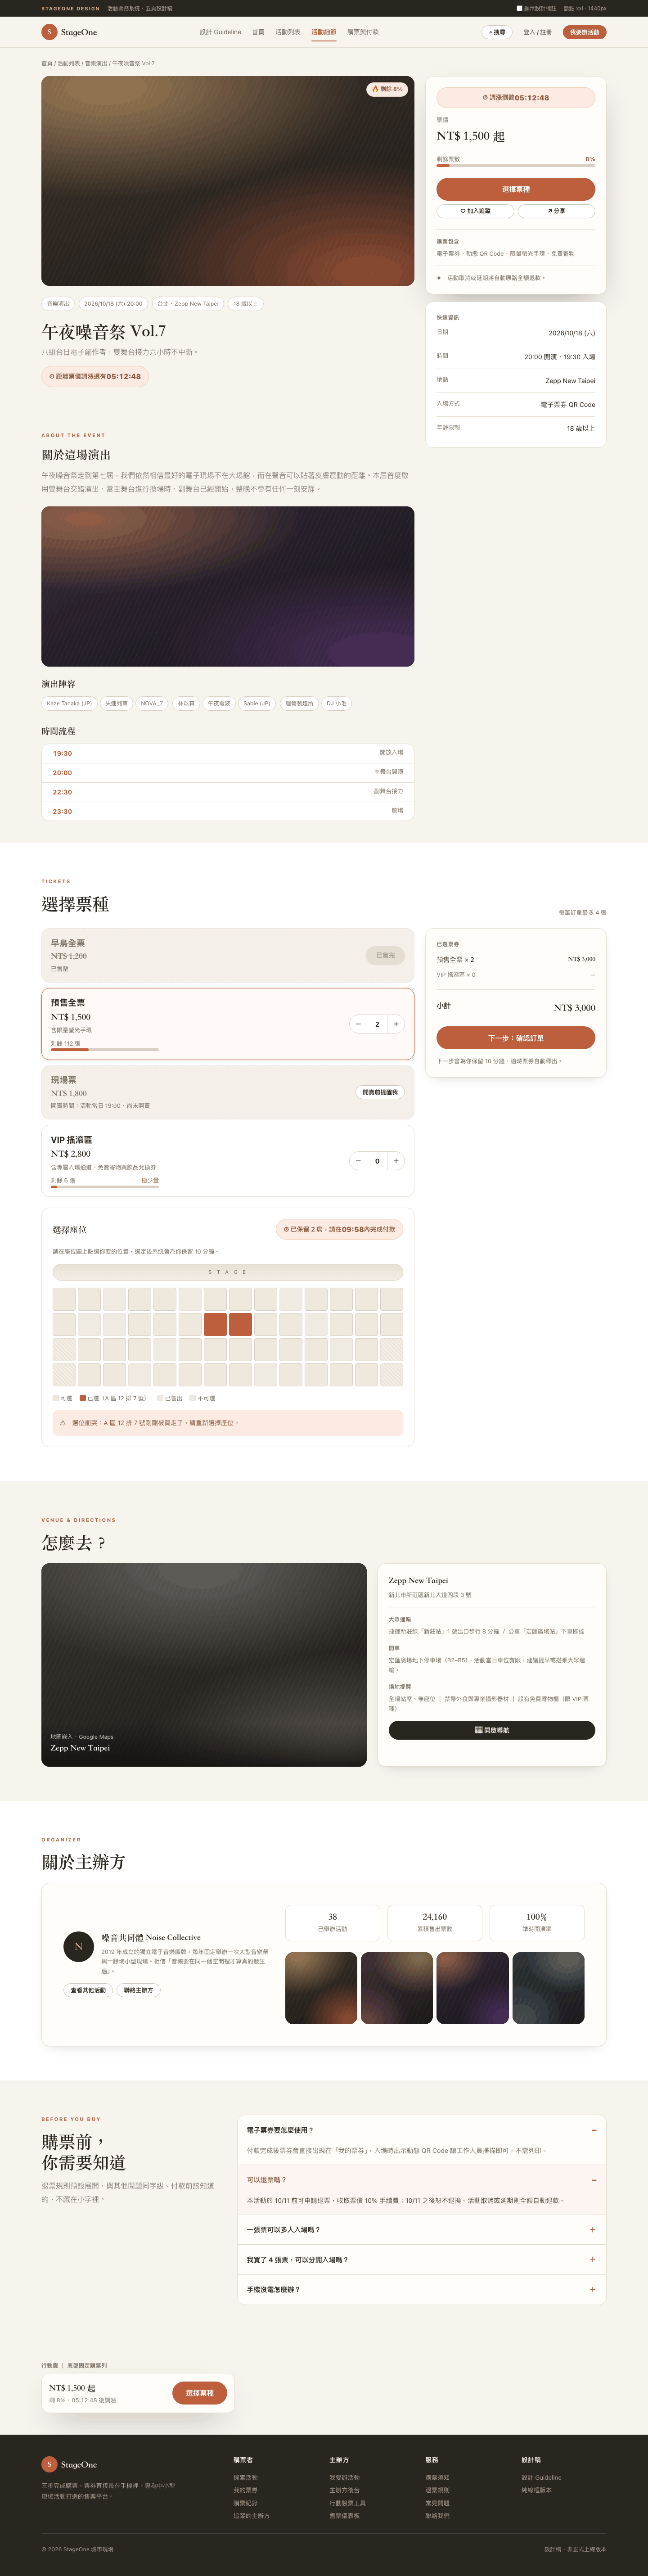 STAGEONE DESIGN 活動票務系統・五頁設計稿
顯示設計標註 斷點 xxl・1440px
S StageOne
設計 Guideline 首頁 活動列表 活動細節 購票與付款
搜尋 登入 / 註冊 我要辦活動
首頁 / 活動列表 / 音樂演出 / 午夜噪音祭 Vol.7
剩餘 8%
音樂演出 2026/10/18 (六) 20:00 台北・Zepp New Taipei 18 歲以上
午夜噪音祭 Vol.7
八組台日電子創作者，雙舞台接力六小時不中斷。
距離票價調漲還有05:12:48
調漲倒數05:12:48
票價
NT$ 1,500 起
剩餘票數 8%
選擇票種
♡ 加入追蹤
↗ 分享
購票包含
電子票券・動態 QR Code・限量螢光手環・免費寄物
活動取消或延期將自動原路全額退款。
快速資訊
日期 2026/10/18 (六)
時間 20:00 開演・19:30 入場
地點 Zepp New Taipei
入場方式 電子票券 QR Code
年齡限制 18 歲以上
ABOUT THE EVENT
關於這場演出
午夜噪音祭走到第七屆，我們依然相信最好的電子現場不在大場館，而在聲音可以貼著皮膚震動的距離。本屆首度啟
用雙舞台交錯演出，當主舞台進行換場時，副舞台已經開始，整晚不會有任何一刻安靜。
演出陣容
Kaze Tanaka (JP) 失速列車 NOVA_7 林以森 午夜電波 Sable (JP) 迴聲製造所 DJ 小毛
時間流程
19:30 開放入場
20:00 主舞台開演
22:30 副舞台接力
23:30 散場
TICKETS
選擇票種
每筆訂單最多 4 張
早鳥全票
NT$ 1,200
已售罄
已售完
預售全票
NT$ 1,500
含限量螢光手環
剩餘 112 張
− 2 +
現場票
NT$ 1,800
開賣時間：活動當日 19:00・尚未開賣
開賣前提醒我
VIP 搖滾區
NT$ 2,800
含專屬入場通道、免費寄物與飲品兌換券
剩餘 6 張 極少量
− 0 +
已選票券
預售全票 × 2 NT$ 3,000
VIP 搖滾區 × 0 —
小計 NT$ 3,000
下一步：確認訂單
下一步會為你保留 10 分鐘，逾時票券自動釋出。
選擇座位
已保留 2 席，請在09:58內完成付款
請在座位圖上點選你要的位置，選定後系統會為你保留 10 分鐘。
STAGE
可選 已選（A 區 12 排 7 號） 已售出 不可選
⚠ 選位衝突：A 區 12 排 7 號剛剛被買走了，請重新選擇座位。
VENUE & DIRECTIONS
怎麼去？
地圖嵌入・Google Maps
Zepp New Taipei
Zepp New Taipei
新北市新莊區新北大道四段 3 號
大眾運輸
捷運新莊線「新莊站」1 號出口步行 8 分鐘 / 公車「宏匯廣場站」下車即達
開車
宏匯廣場地下停車場（B2–B5），活動當日車位有限，建議提早或搭乘大眾運
輸。
場地提醒
全場站席，無座位 | 禁帶外食與專業攝影器材 | 設有免費寄物櫃（限 VIP 票
種）
開啟導航
ORGANIZER
關於主辦方
N
噪音共同體 Noise Collective
2019 年成立的獨立電子音樂廠牌，每年固定舉辦一次大型音樂祭
與十餘場小型現場。相信「音樂要在同一個空間裡才算真的發生
過」。
查看其他活動 聯絡主辦方
38
已舉辦活動
24,160
累積售出票數
100%
準時開演率
BEFORE YOU BUY
購票前，
你需要知道
退票規則預設展開，與其他問題同字級。付款前該知道
的，不藏在小字裡。
電子票券要怎麼使用？ −
付款完成後票券會直接出現在「我的票券」，入場時出示動態 QR Code 讓工作人員掃描即可，不需列印。
可以退票嗎？ −
本活動於 10/11 前可申請退票，收取票價 10% 手續費；10/11 之後恕不退換。活動取消或延期則全額自動退款。
一張票可以多人入場嗎？ +
我買了 4 張票，可以分開入場嗎？ +
手機沒電怎麼辦？ +
行動版 | 底部固定購票列
NT$ 1,500 起
剩 8%・05:12:48 後調漲
選擇票種
S StageOne
三步完成購票，票券直接長在手機裡。專為中小型
現場活動打造的售票平台。
購票者
探索活動
我的票券
購票紀錄
追蹤的主辦方
主辦方
我要辦活動
主辦方後台
行動驗票工具
售票儀表板
服務
購票須知
退票規則
常見問題
聯絡我們
設計稿
設計 Guideline
純線框版本
© 2026 StageOne 城市現場
設計稿・非正式上線版本